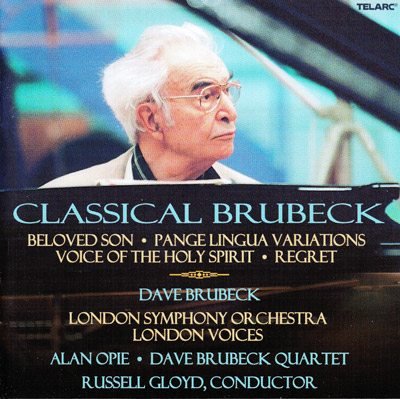 TELARC
CLASSICAL BRUBECK
BELOVED SON • PANGE LINGUA VARIATIONS
VOICE OF THE HOLY SPIRIT • REGRET
DAVE BRUBECK
LONDON SYMPHONY ORCHESTRA
LONDON VOICES
ALAN OPIE • DAVE BRUBECK QUARTET
RUSSELL GLOYD, CONDUCTOR